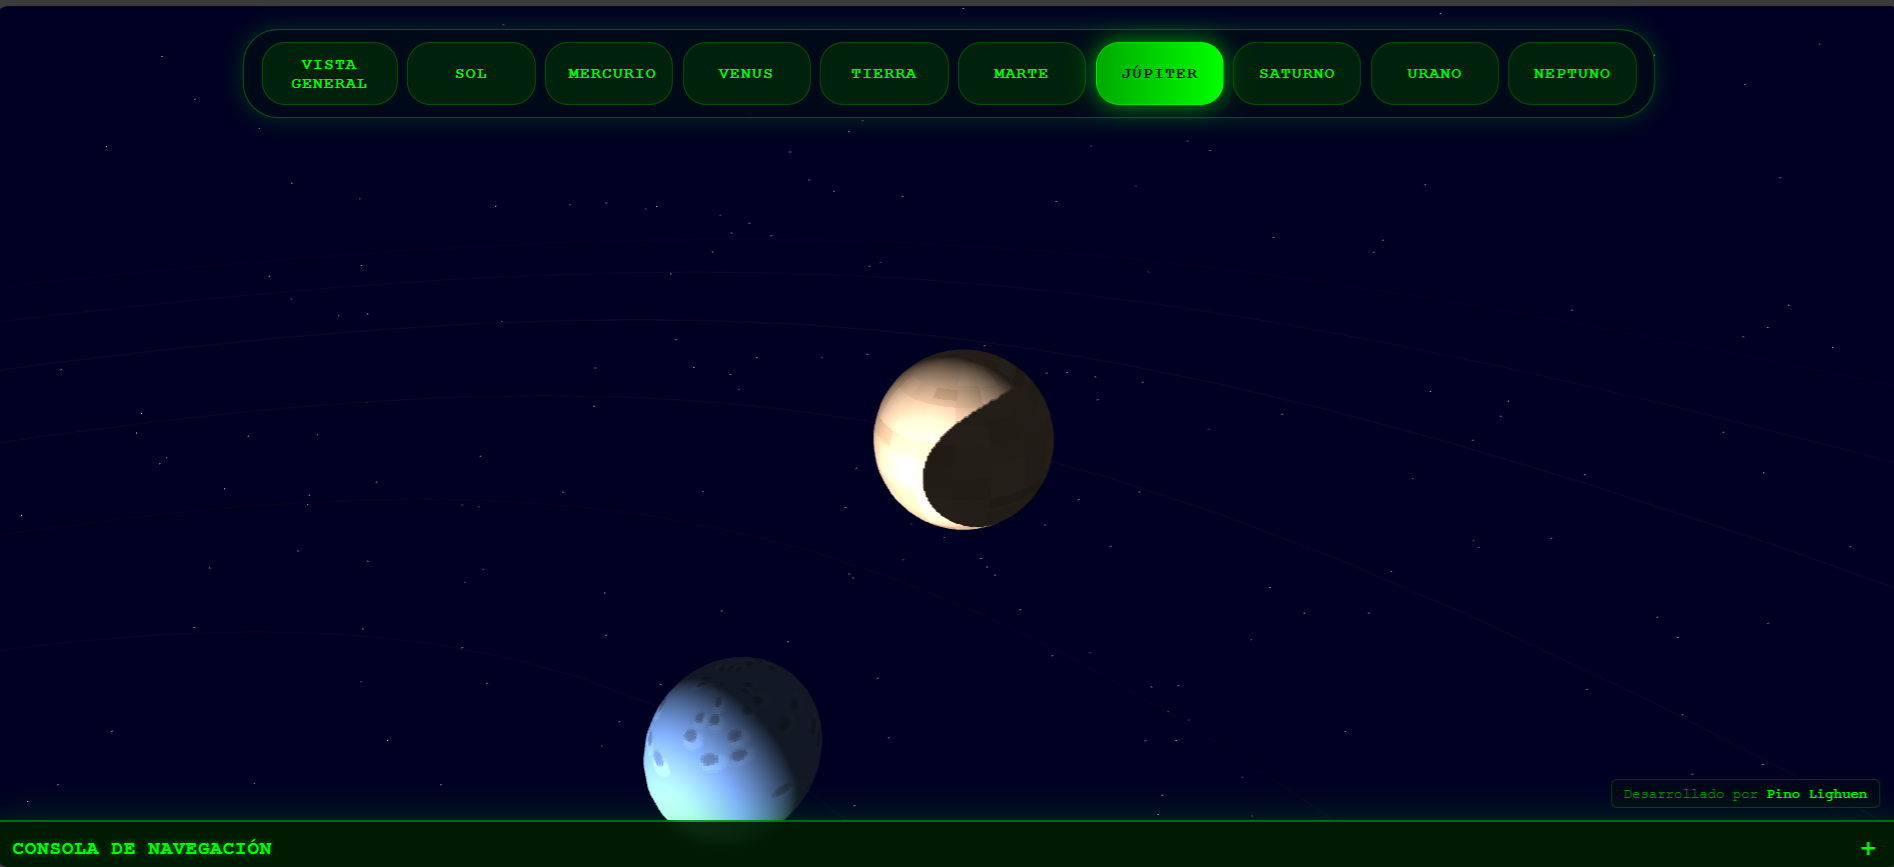 VISTA
GENERAL
SOL
MERCURIO
VENUS
TIERRA
MARTE
JÚPITER
SATURNO
URANO
NEPTUNO
Desarrollado por Pino Lighuen
CONSOLA DE NAVEGACIÓN +